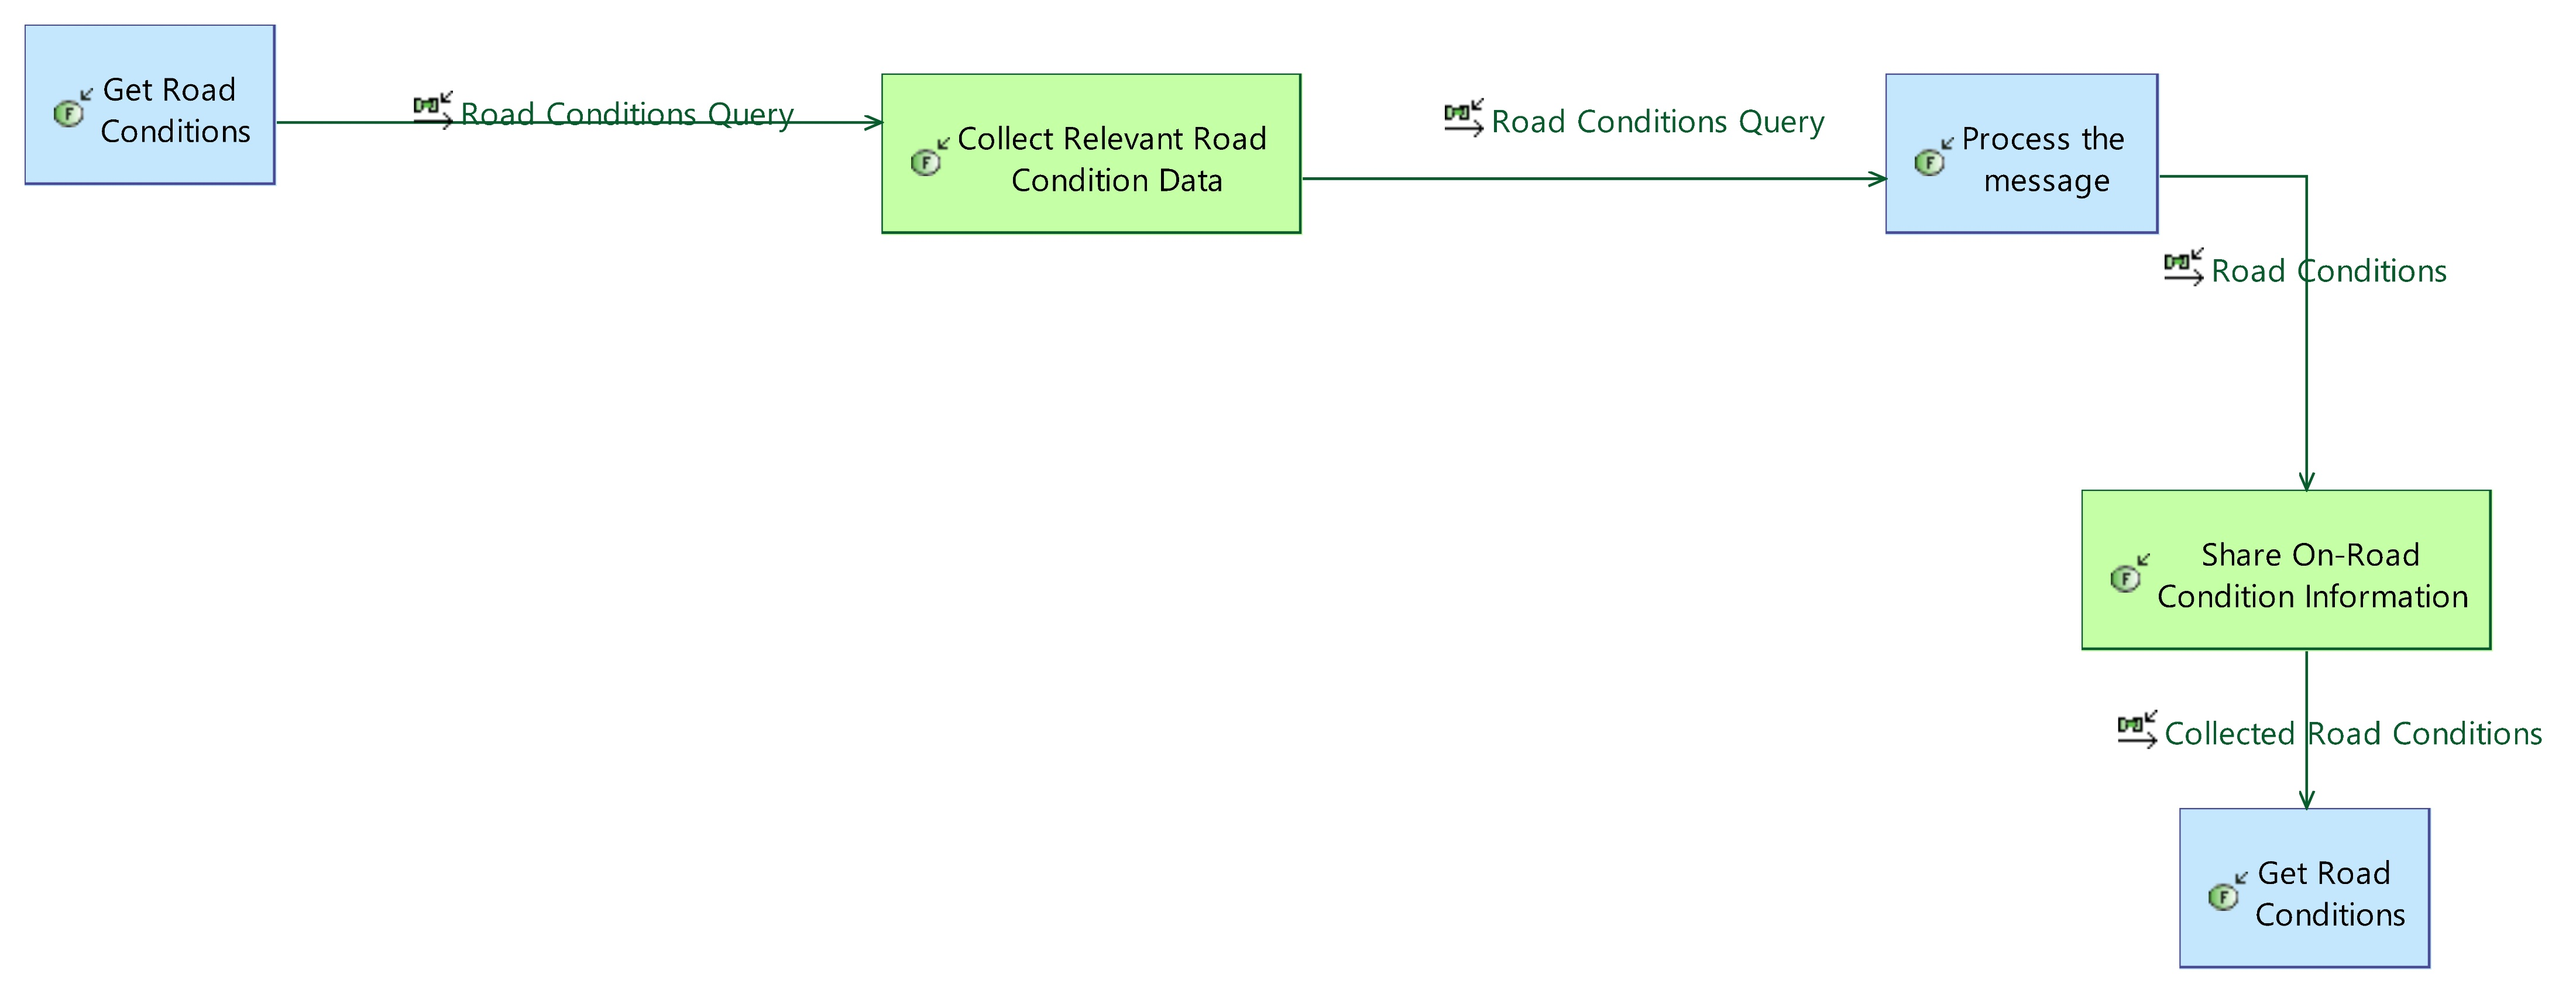 Get Road
Conditions
Road Conditions Query
Collect Relevant Road
Condition Data
Road Conditions Query
Process the
message
Road Conditions
Share On-Road
Condition Information
Collected Road Conditions
Get Road
Conditions